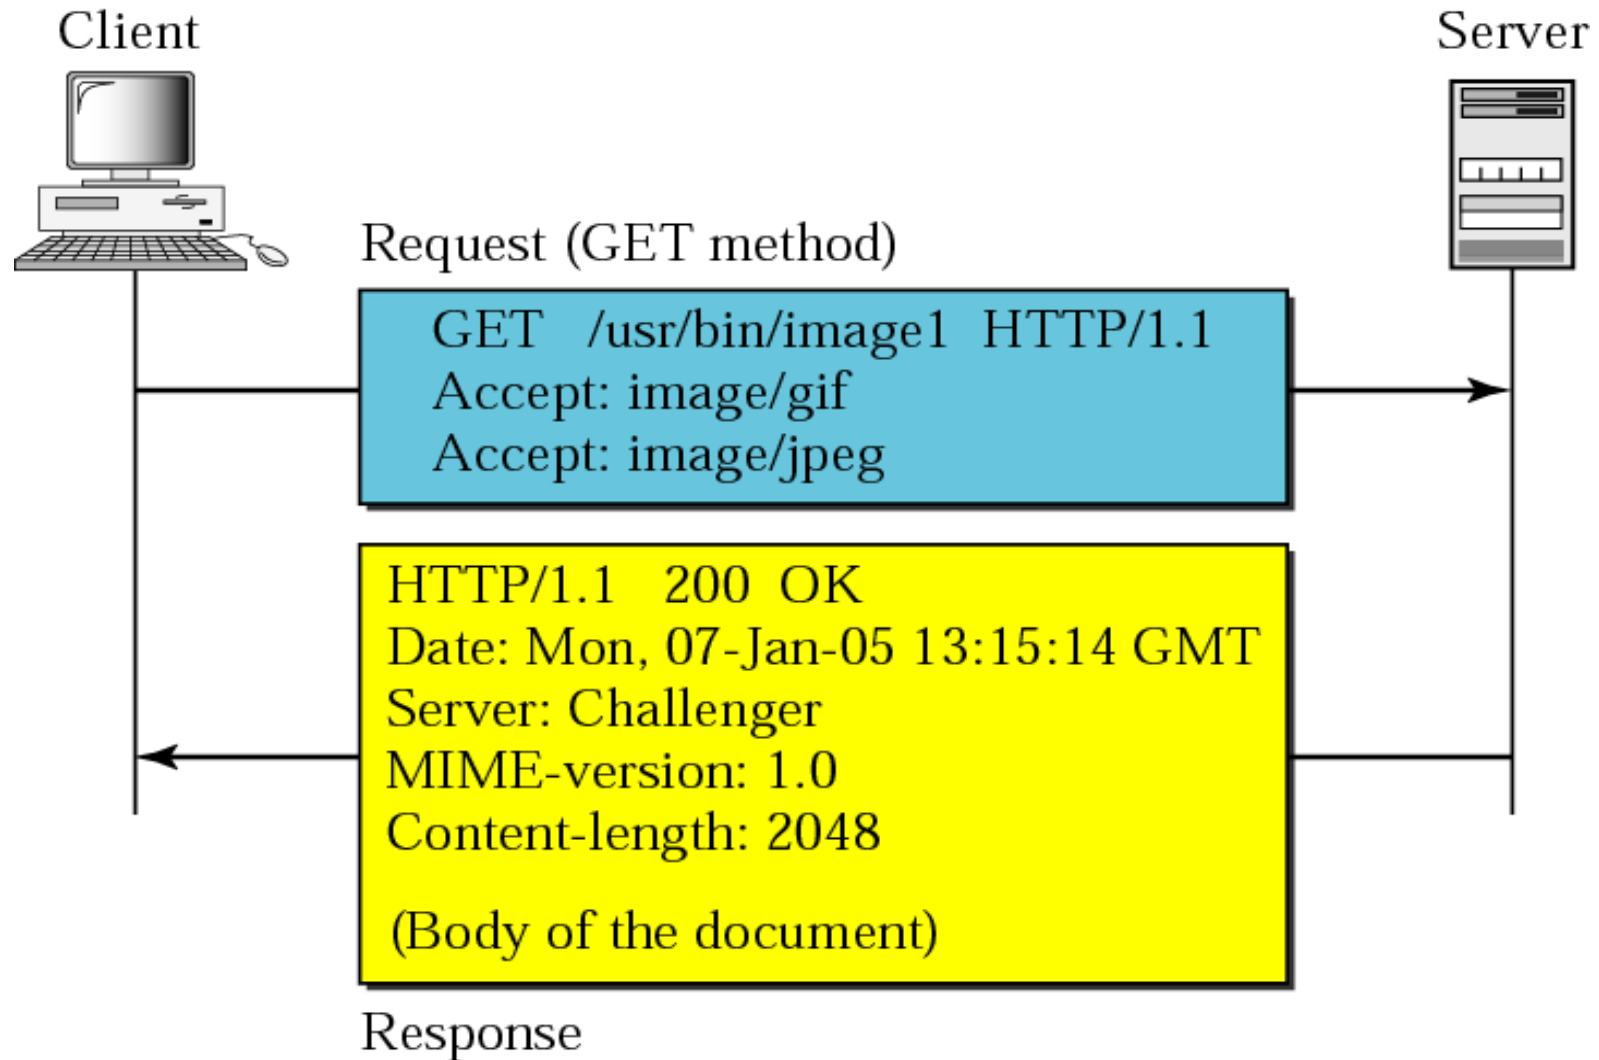 Client
Server
Request (GET method)
GET /usr/bin/image1 HTTP/1.1
Accept: image/gif
Accept: image/jpeg
HTTP/1.1 200 OK
Date: Mon, 07-Jan-05 13:15:14 GMT
Server: Challenger
MIME-version: 1.0
Content-length: 2048
(Body of the document)
Response